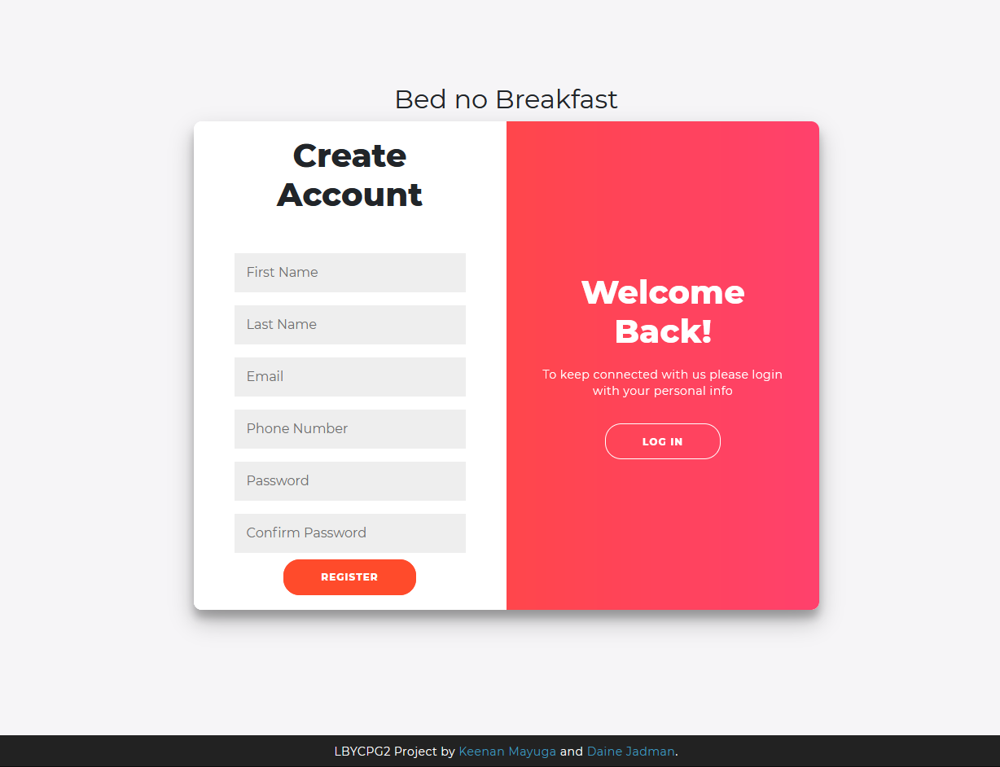 Bed no Breakfast
Create
Account
First Name
Last Name
Email
Phone Number
Password
Confirm Password
REGISTER
Welcome
Back!
To keep connected with us please login
with your personal info
LOG IN
LBYCPG2 Project by Keenan Mayuga and Daine Jadman.